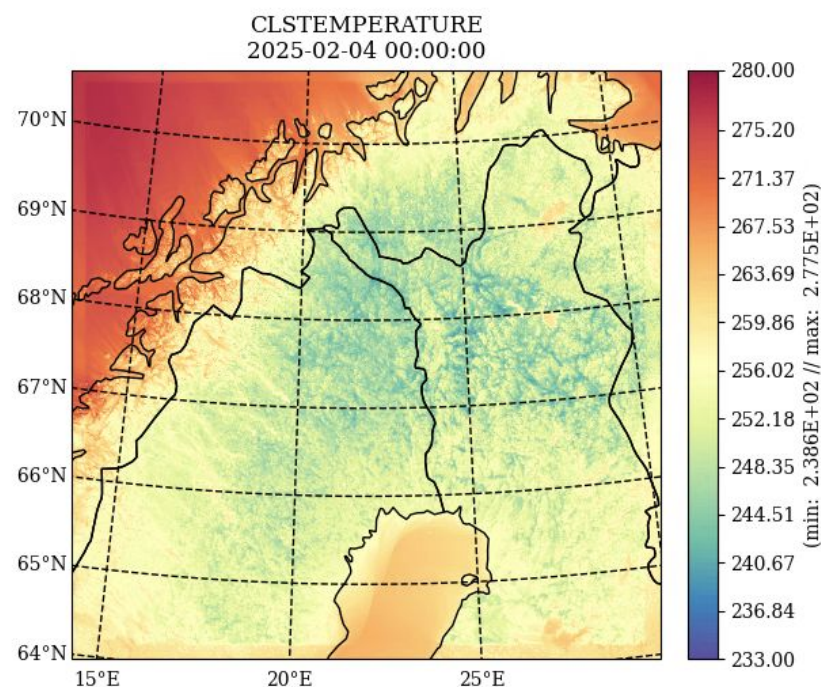 CLSTEMPERATURE
2025-02-04 00:00:00
70°N
69°N
68°N
67°N
66°N
65°N
64°N
15°E
20°E
25°E
280.00
275.20
271.37
267.53
263.69
259.86
256.02
252.18
248.35
244.51
240.67
236.84
233.00
(min:  2.386E+02 // max:  2.775E+02)